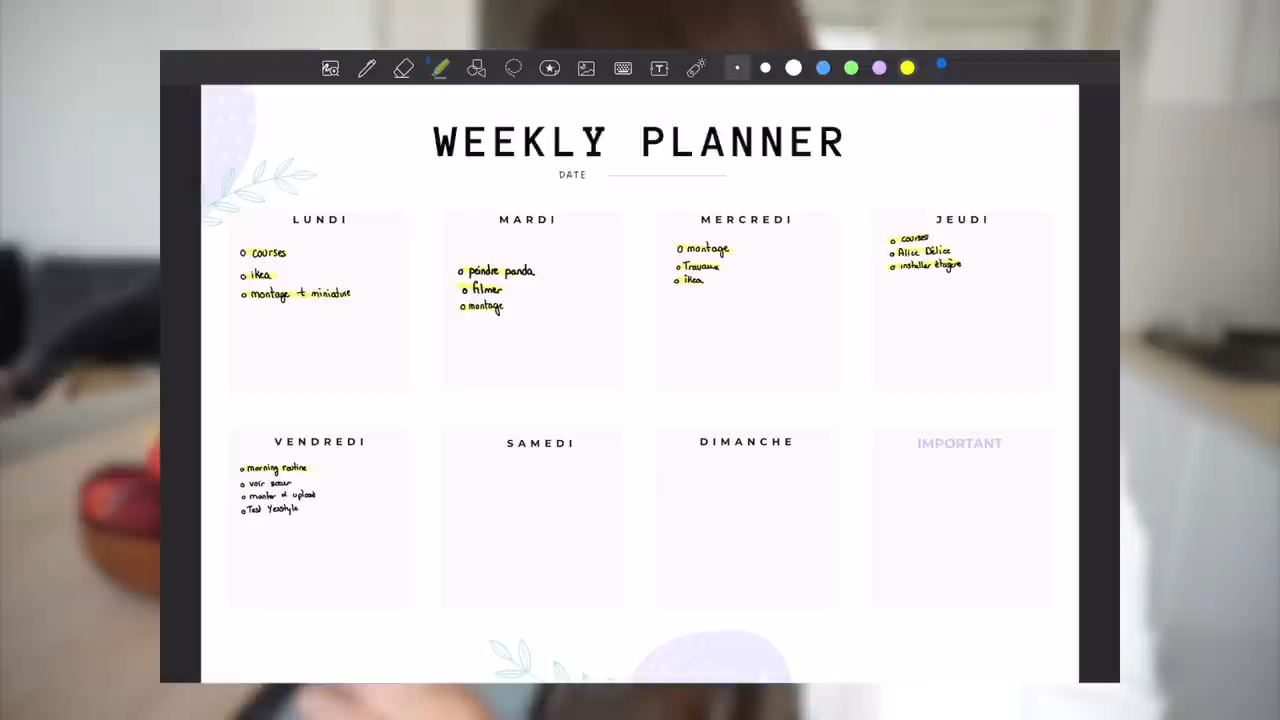 WEEKLY PLANNER
DATE
LUNDI
courses
ikea
montage + miniature
MARDI
peindre panda
filmer
montage
MERCREDI
montage
Travaux
ikea
JEUDI
courses
Alice Délice
installer étagère
VENDREDI
morning routine
voir sœur
monter et upload
Test Yesstyle
SAMEDI
DIMANCHE
IMPORTANT